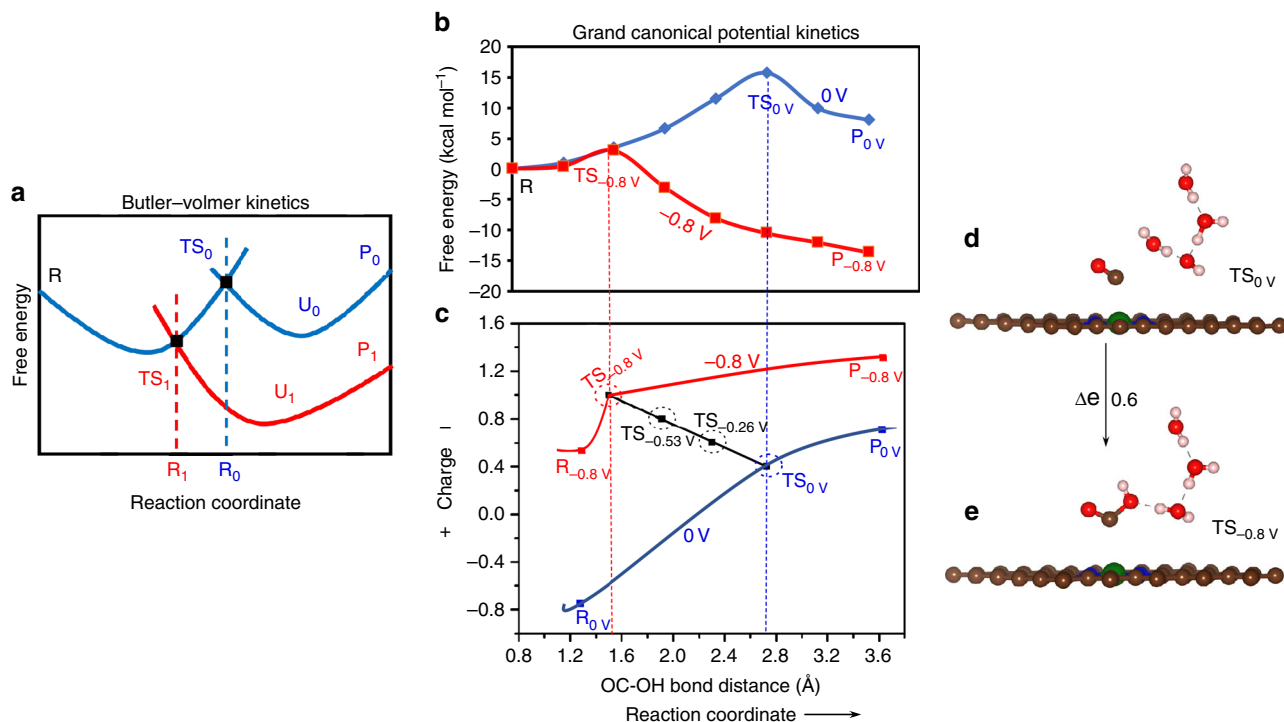 a
Butler–volmer kinetics
Free energy
R
TS0
P0
U0
TS1
U1
P1
R1
R0
Reaction coordinate
b
Grand canonical potential kinetics
Free energy (kcal mol−1)
20
15
10
5
0
−5
−10
−15
−20
R
TS0 V
0 V
P0 V
TS−0.8 V
−0.8 V
P−0.8 V
c
+ Charge −
1.6
1.2
0.8
0.4
0.0
−0.4
−0.8
TS−0.8 V
−0.8 V
P−0.8 V
R−0.8 V
TS−0.53 V
TS−0.26 V
P0 V
TS0 V
0 V
R0 V
0.8 1.2 1.6 2.0 2.4 2.8 3.2 3.6
OC-OH bond distance (Å)
Reaction coordinate
d
TS0 V
Δe 0.6
e
TS−0.8 V